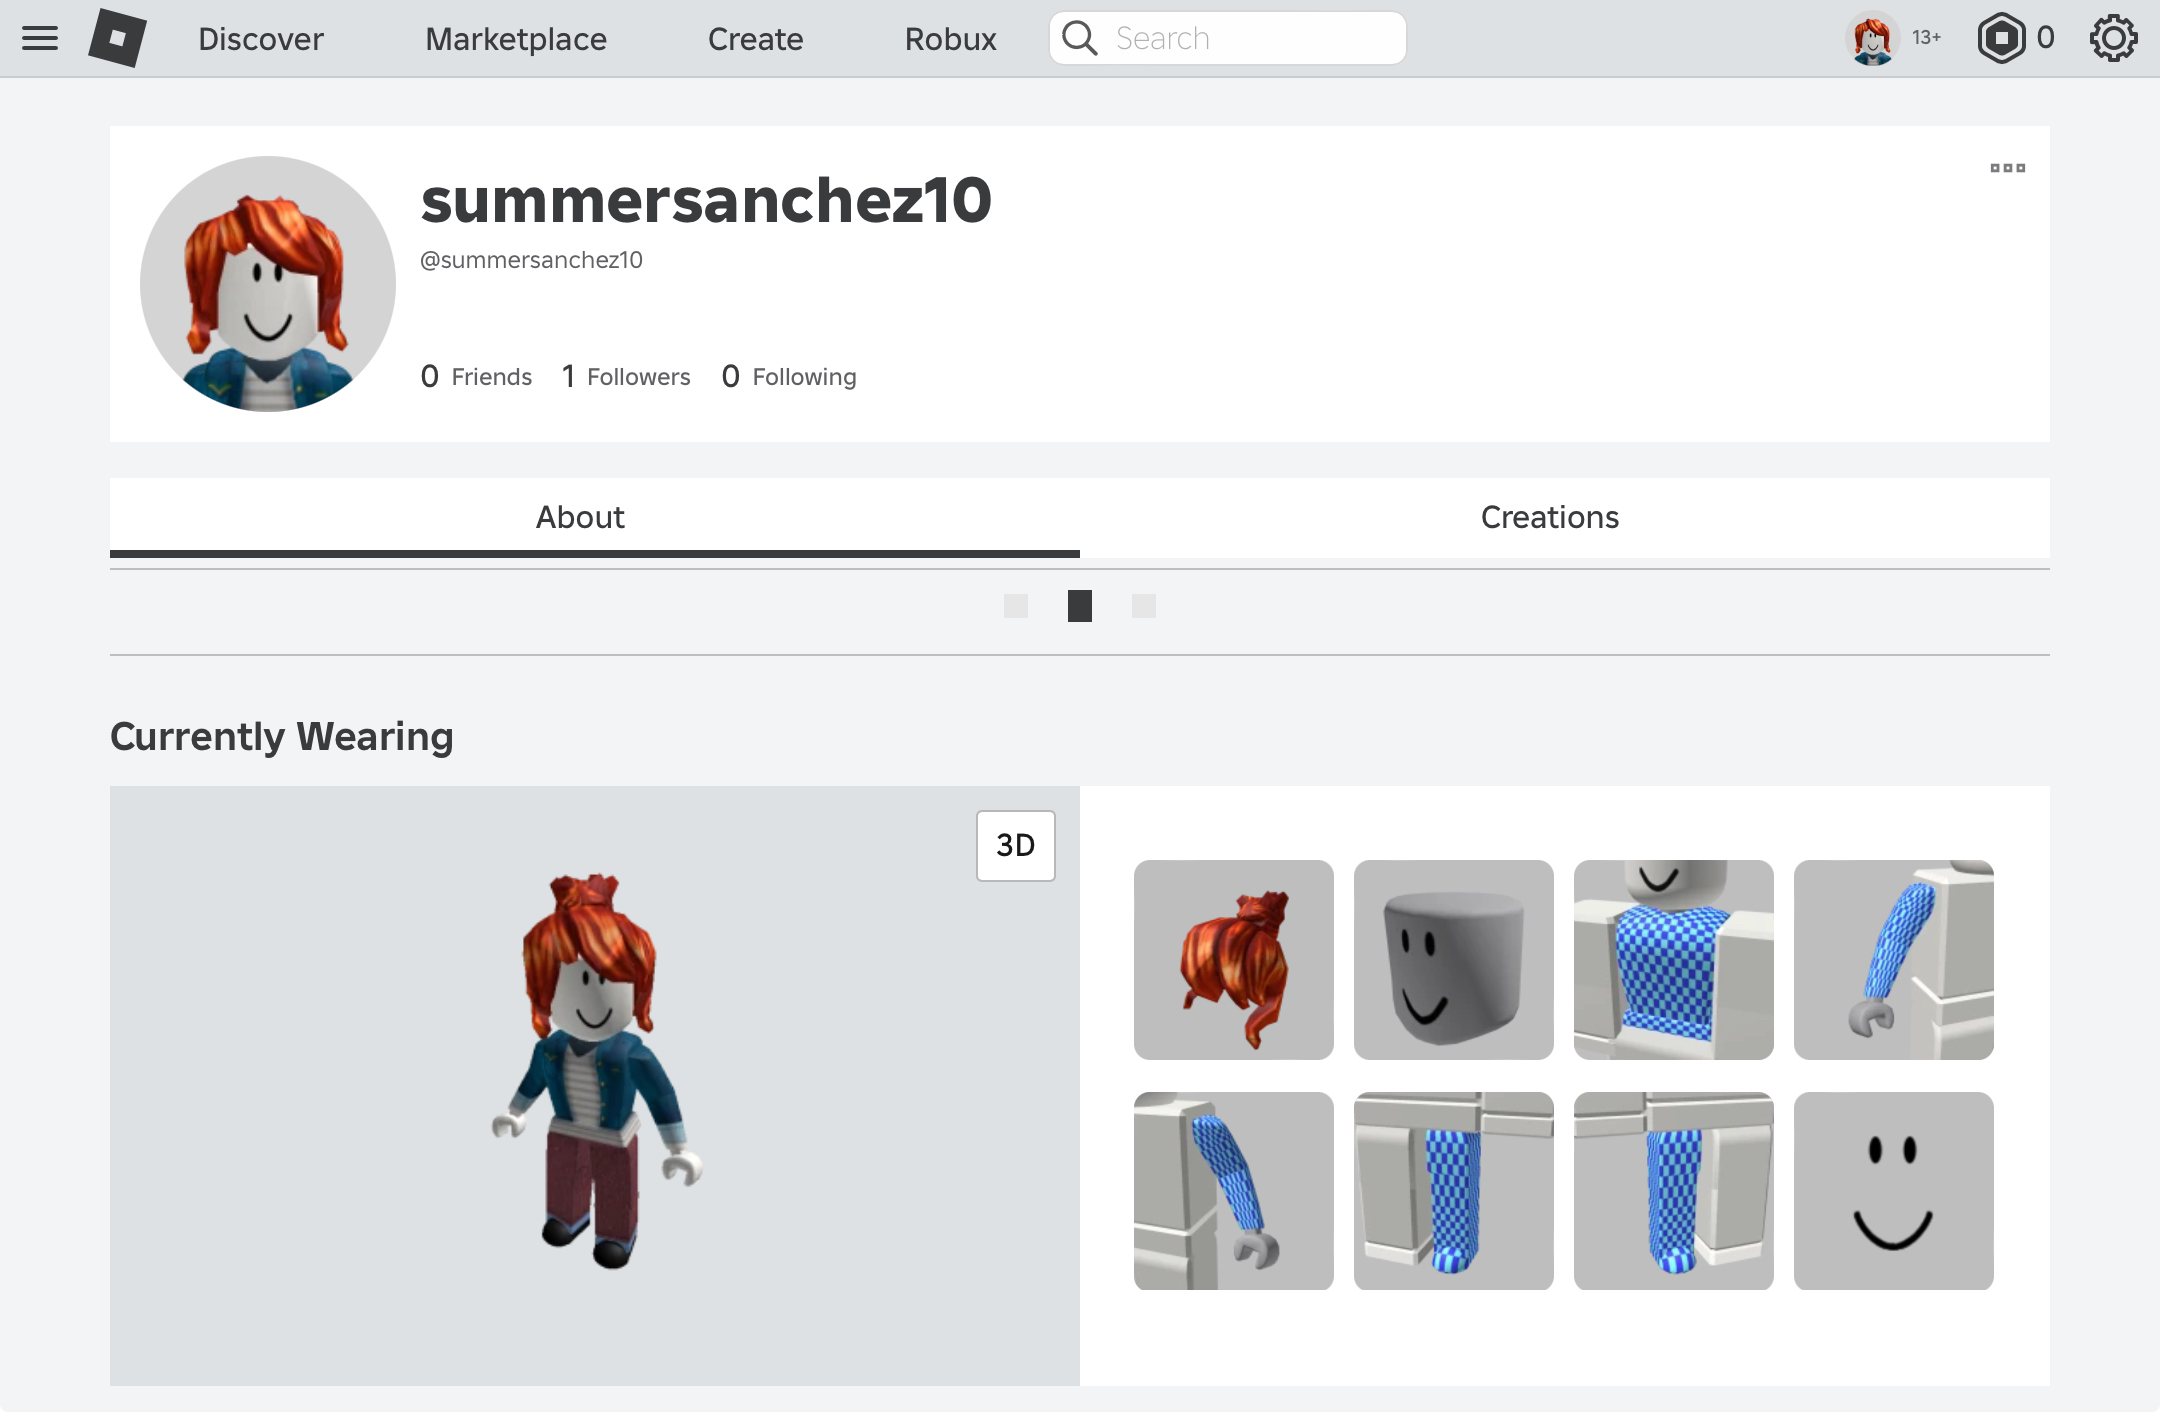 Discover Marketplace Create Robux Search 13+ 0
summersanchez10
@summersanchez10
0 Friends 1 Followers 0 Following
About Creations
Currently Wearing
3D